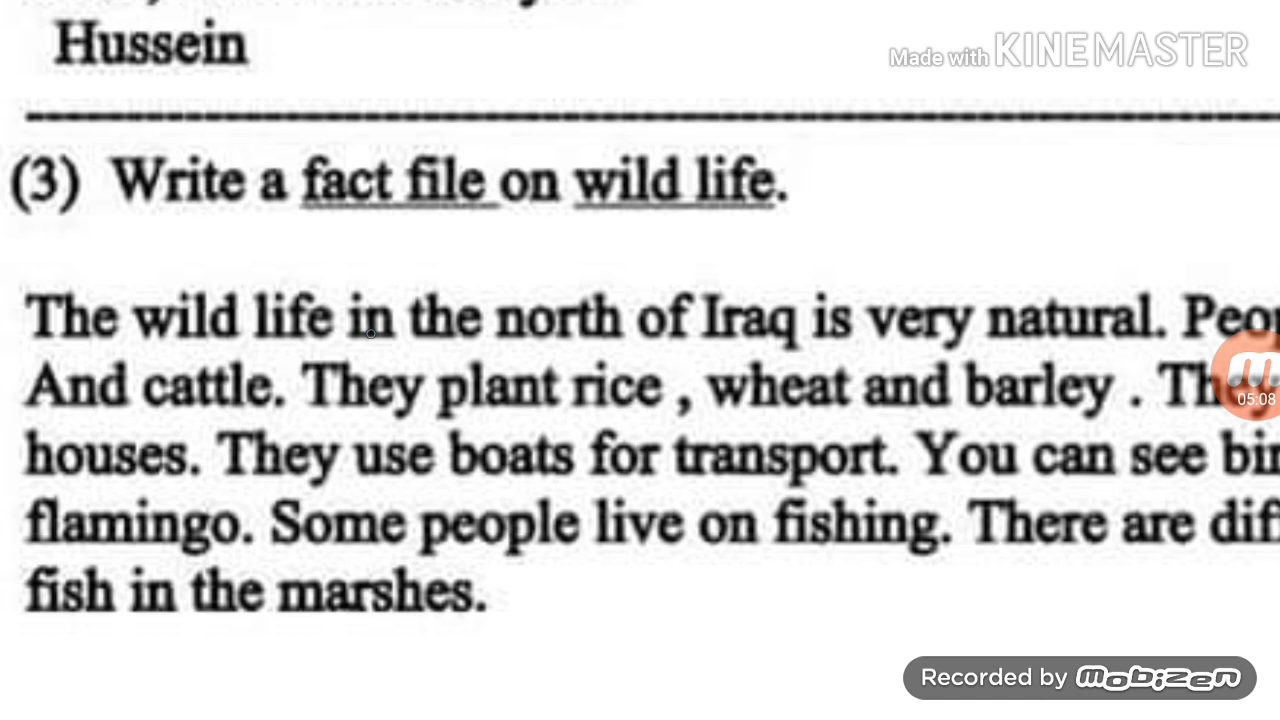 Hussein
Made with KINEMASTER
(3) Write a fact file on wild life.
The wild life in the north of Iraq is very natural.
And cattle. They plant rice , wheat and barley .
05:08
houses. They use boats for transport. You can see
flamingo. Some people live on fishing. There are
fish in the marshes.
Recorded by mobizen